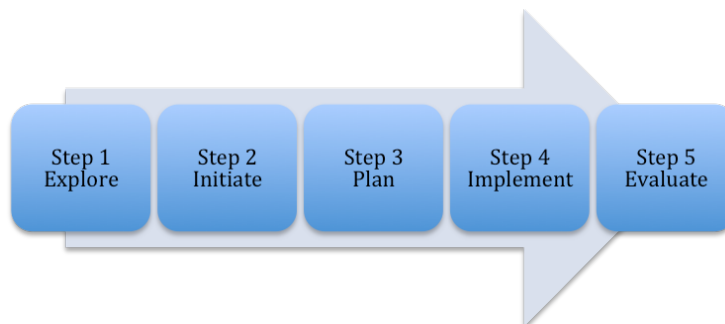 Step 1
Explore
Step 2
Initiate
Step 3
Plan
Step 4
Implement
Step 5
Evaluate